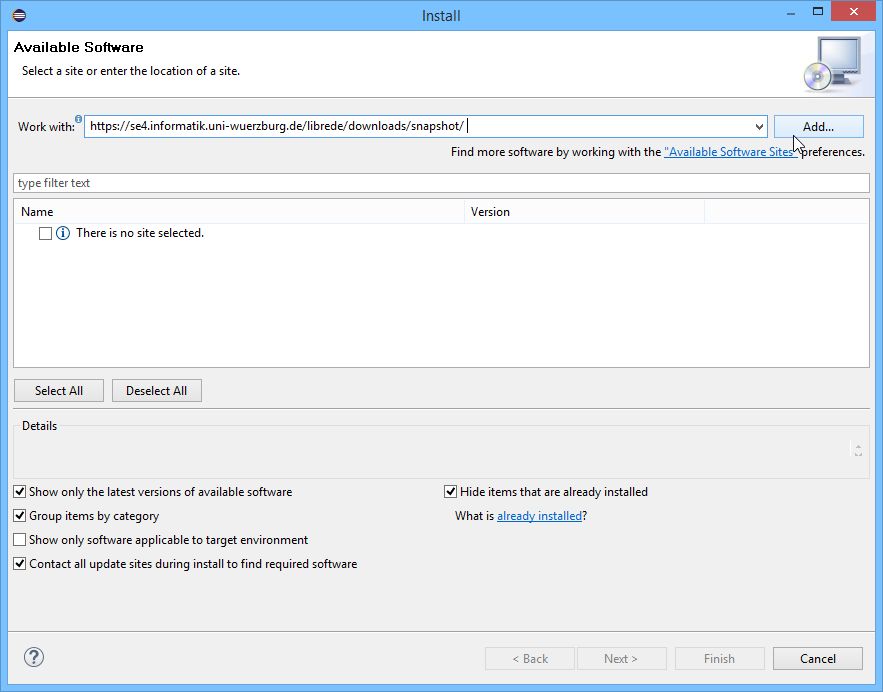 Install
Available Software
Select a site or enter the location of a site.
Work with: https://se4.informatik.uni-wuerzburg.de/librede/downloads/snapshot/ Add...
Find more software by working with the "Available Software Sites" preferences.
type filter text
Name Version
There is no site selected.
Select All Deselect All
Details
Show only the latest versions of available software Hide items that are already installed
Group items by category What is already installed?
Show only software applicable to target environment
Contact all update sites during install to find required software
? < Back Next > Finish Cancel